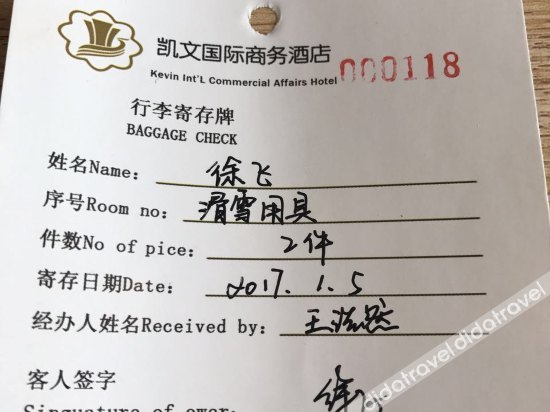 凯文国际商务酒店
Kevin Int'L Commercial Affairs Hotel 000118
行李寄存牌
BAGGAGE CHECK
姓名Name: 徐飞
序号Room no: 滑雪用具
件数No of pice: 2件
寄存日期Date: 2017.1.5
经办人姓名Received by: 王
客人签字 徐
Singuature of ower:
didatravel didatravel